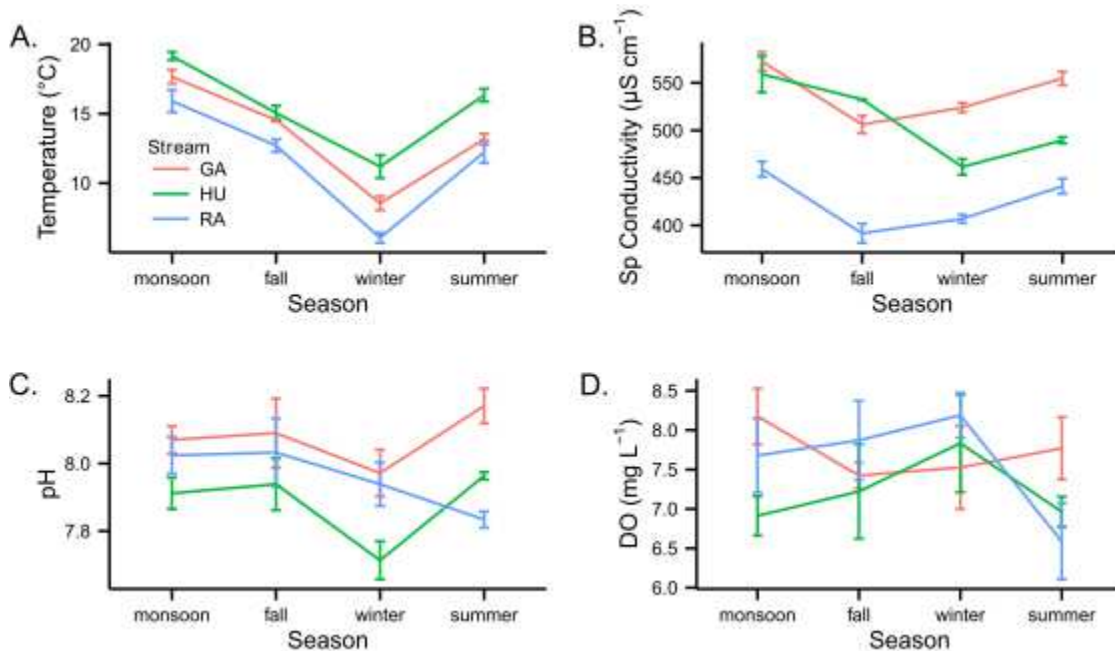 A.
Temperature (°C)
20
15
10
Stream
GA
HU
RA
monsoon fall winter summer
Season
B.
Sp Conductivity (µS cm⁻¹)
550
500
450
400
monsoon fall winter summer
Season
C.
pH
8.2
8.0
7.8
monsoon fall winter summer
Season
D.
DO (mg L⁻¹)
8.5
8.0
7.5
7.0
6.5
6.0
monsoon fall winter summer
Season